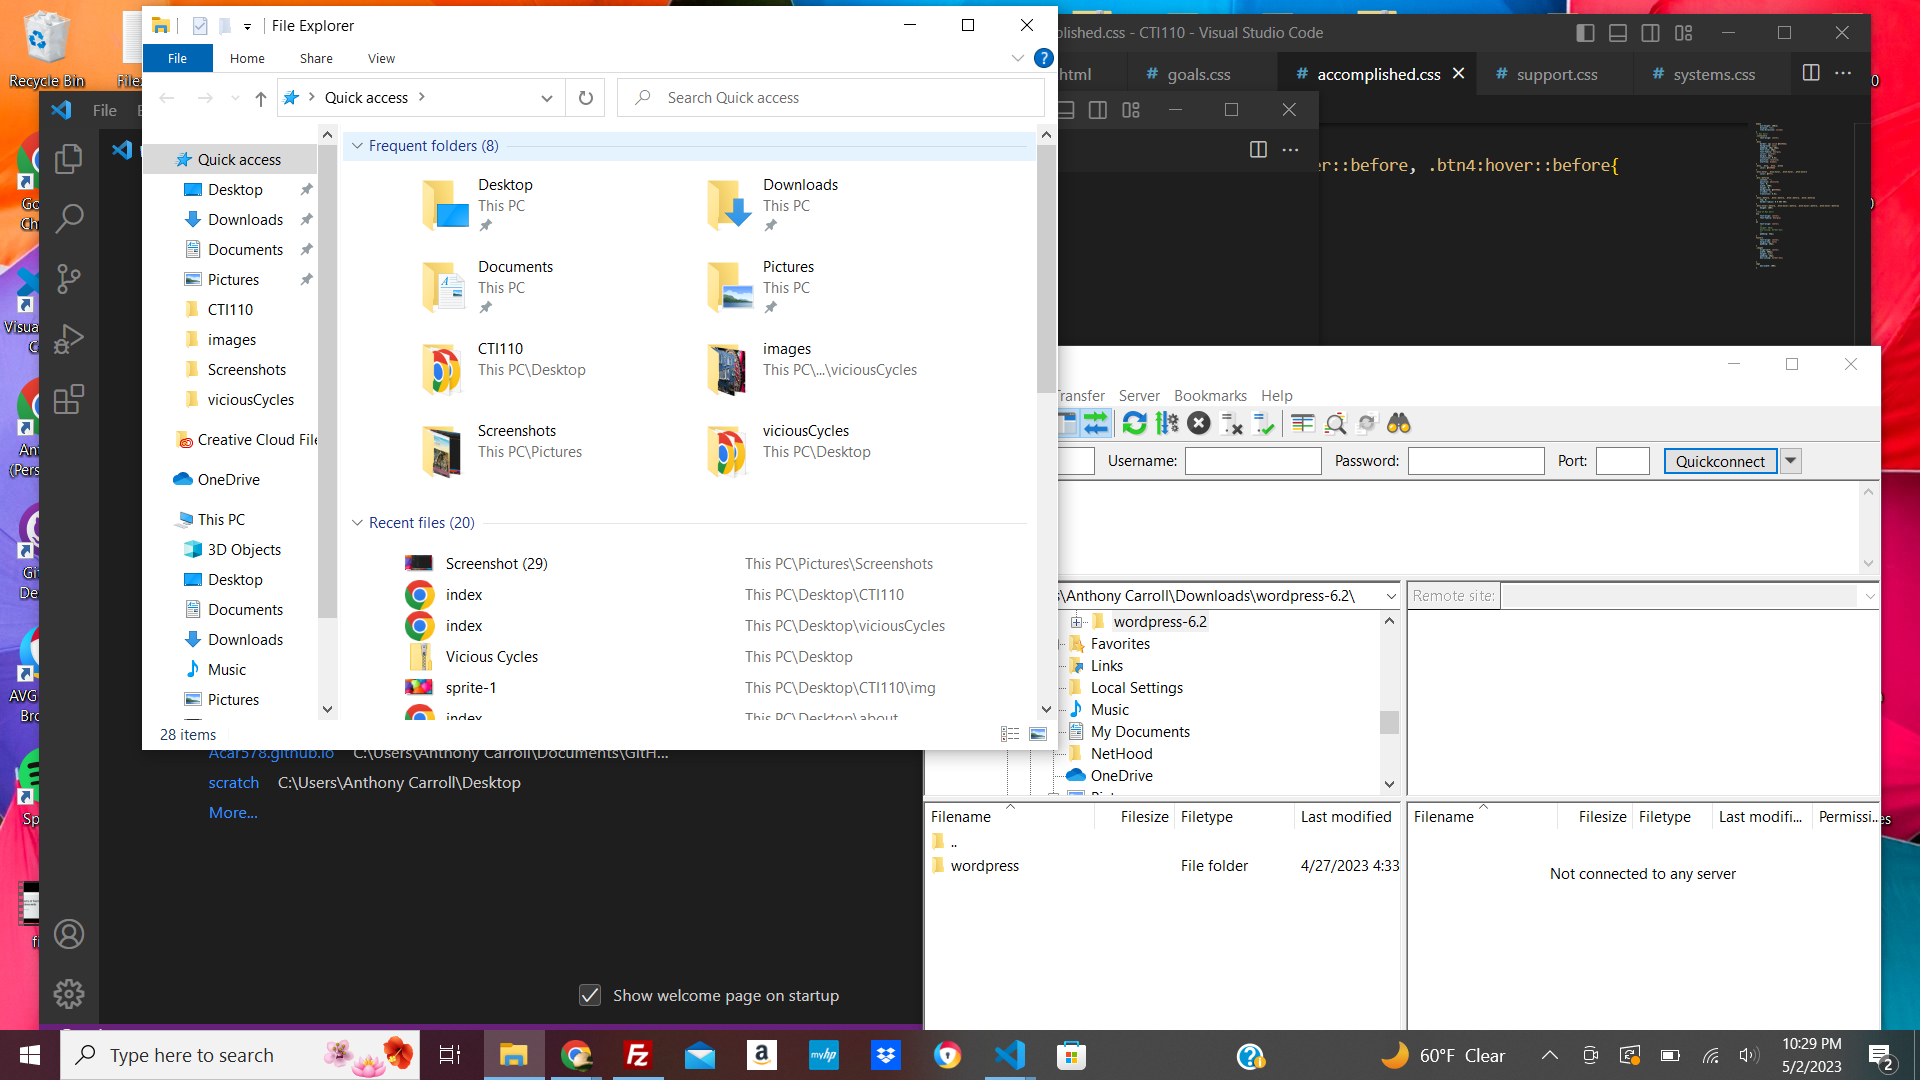 Recycle Bin
File Explorer
File
Home
Share
View
Quick access
Search Quick access
Quick access
Desktop
Downloads
Documents
Pictures
CTI110
images
Screenshots
viciousCycles
Creative Cloud File
OneDrive
This PC
3D Objects
Desktop
Documents
Downloads
Music
Pictures
Frequent folders (8)
Desktop
This PC
Downloads
This PC
Documents
This PC
Pictures
This PC
CTI110
This PC\Desktop
images
This PC\...\viciousCycles
Screenshots
This PC\Pictures
viciousCycles
This PC\Desktop
Recent files (20)
Screenshot (29) This PC\Pictures\Screenshots
index This PC\Desktop\CTI110
index This PC\Desktop\viciousCycles
Vicious Cycles This PC\Desktop
sprite-1 This PC\Desktop\CTI110\img
index This PC\Desktop\about
28 items
File
plished.css - CTI110 - Visual Studio Code
html
# goals.css
# accomplished.css
# support.css
# systems.css
er::before, .btn4:hover::before{
Acar578.github.io C:\Users\Anthony Carroll\Documents\GitH...
scratch C:\Users\Anthony Carroll\Desktop
More...
Show welcome page on startup
Transfer Server Bookmarks Help
Username: Password: Port: Quickconnect
s\Anthony Carroll\Downloads\wordpress-6.2\
Remote site:
wordpress-6.2
Favorites
Links
Local Settings
Music
My Documents
NetHood
OneDrive
Filename Filesize Filetype Last modified
..
wordpress File folder 4/27/2023 4:33
Filename Filesize Filetype Last modifi... Permissi...
Not connected to any server
Type here to search
60°F Clear
10:29 PM
5/2/2023
2